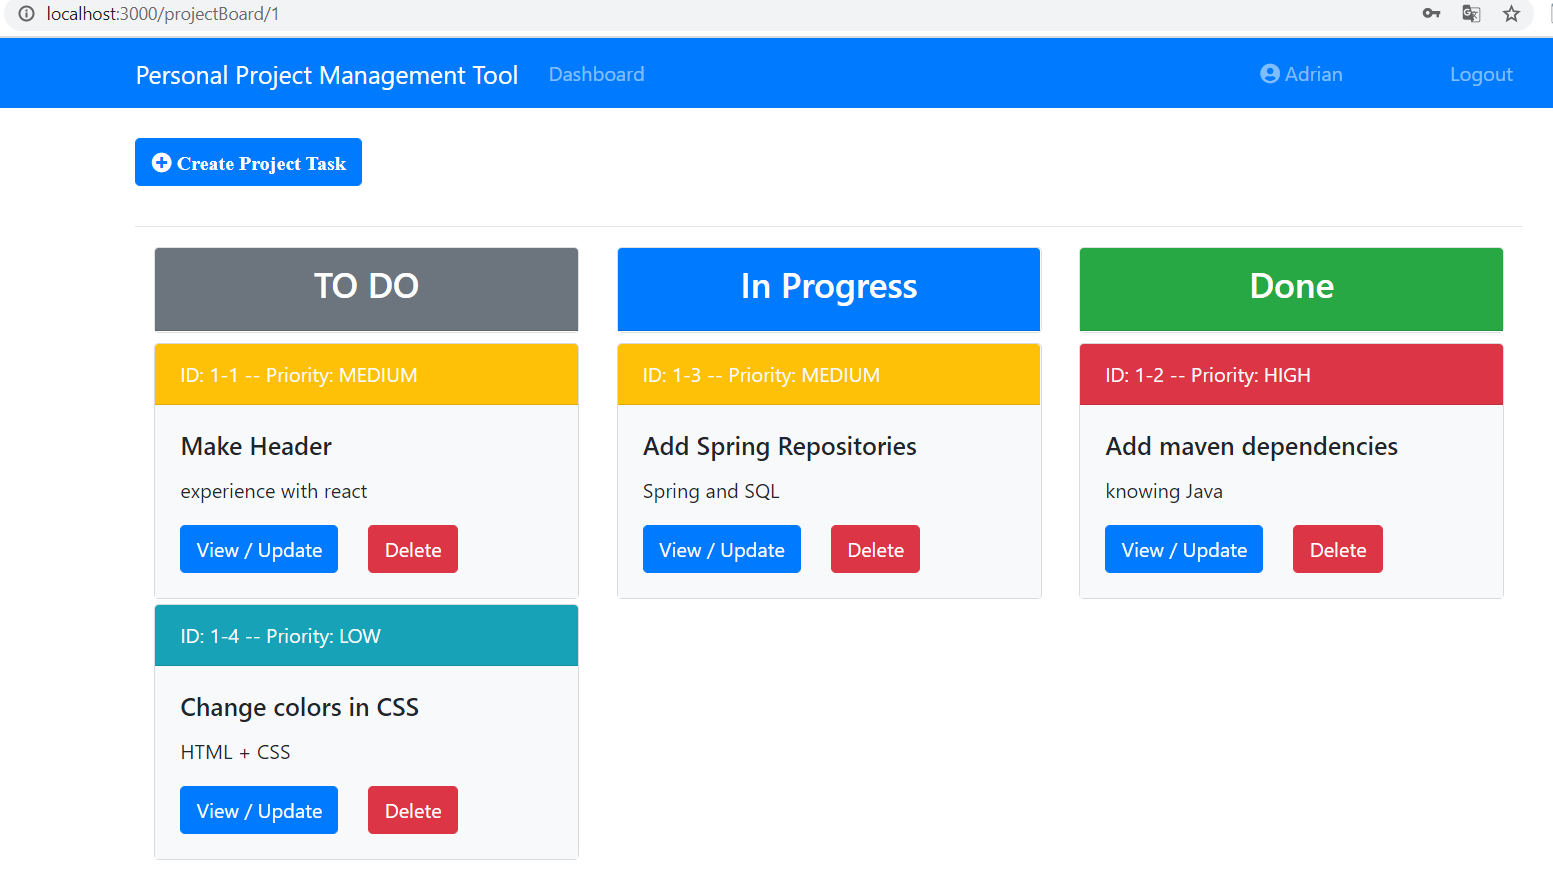 localhost:3000/projectBoard/1
Personal Project Management Tool Dashboard Adrian Logout
Create Project Task
TO DO
ID: 1-1 -- Priority: MEDIUM
Make Header
experience with react
View / Update Delete
ID: 1-4 -- Priority: LOW
Change colors in CSS
HTML + CSS
View / Update Delete
In Progress
ID: 1-3 -- Priority: MEDIUM
Add Spring Repositories
Spring and SQL
View / Update Delete
Done
ID: 1-2 -- Priority: HIGH
Add maven dependencies
knowing Java
View / Update Delete